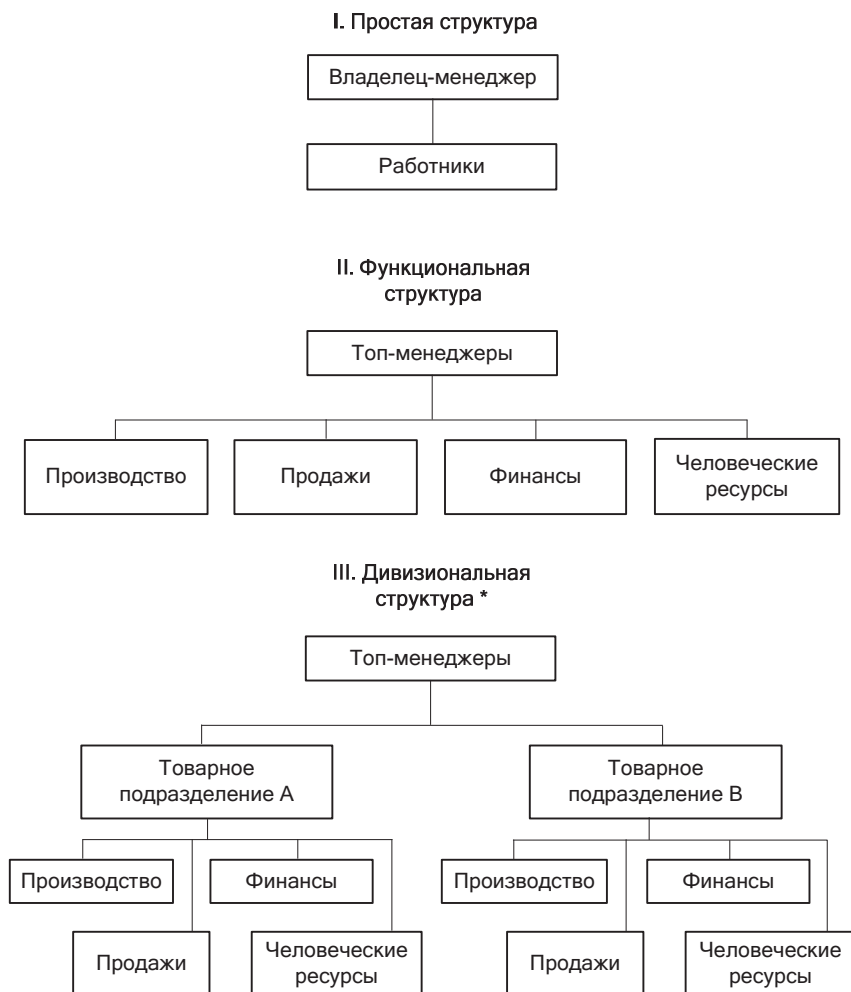 I. Простая структура
Владелец-менеджер
Работники
II. Функциональная
структура
Топ-менеджеры
Производство
Продажи
Финансы
Человеческие
ресурсы
III. Дивизиональная
структура *
Топ-менеджеры
Товарное
подразделение A
Товарное
подразделение B
Производство
Финансы
Продажи
Человеческие
ресурсы
Производство
Финансы
Продажи
Человеческие
ресурсы